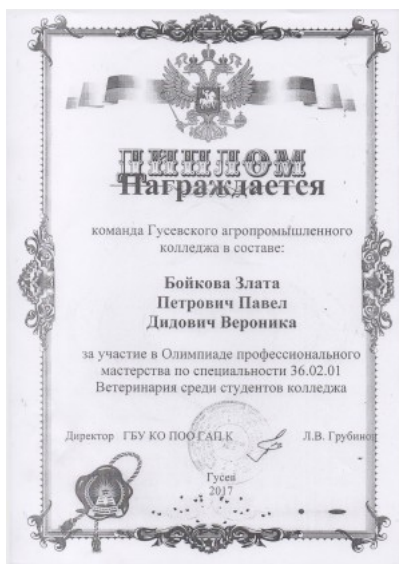 ДИПЛОМ
Награждается
команда Гусевского агропромышленного
колледжа в составе:
Бойкова Злата
Петрович Павел
Дидович Вероника
за участие в Олимпиаде профессионального
мастерства по специальности 36.02.01
Ветеринария среди студентов колледжа
Директор ГБУ КО ПОО ГАПК Л.В. Грубинов
Гусев
2017